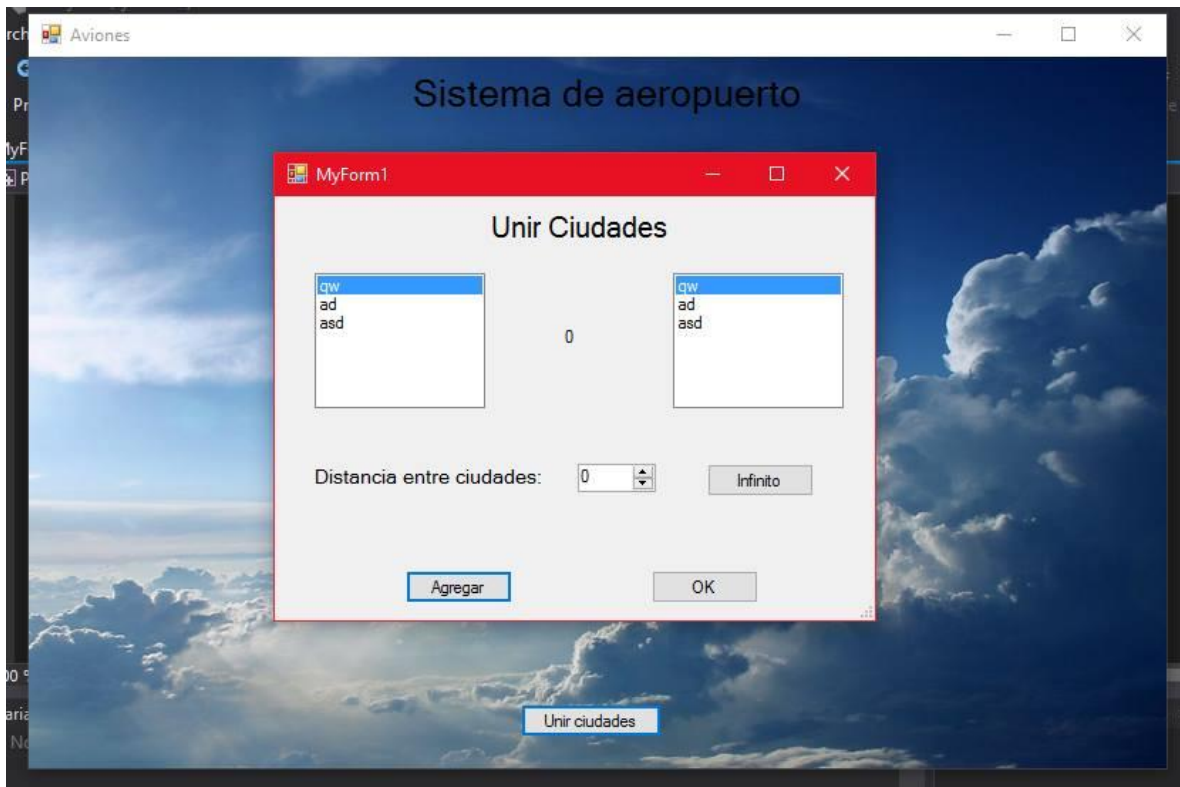 Aviones
Sistema de aeropuerto
MyForm1
Unir Ciudades
qw
ad
asd
0
qw
ad
asd
Distancia entre ciudades:
0
Infinito
Agregar
OK
Unir ciudades